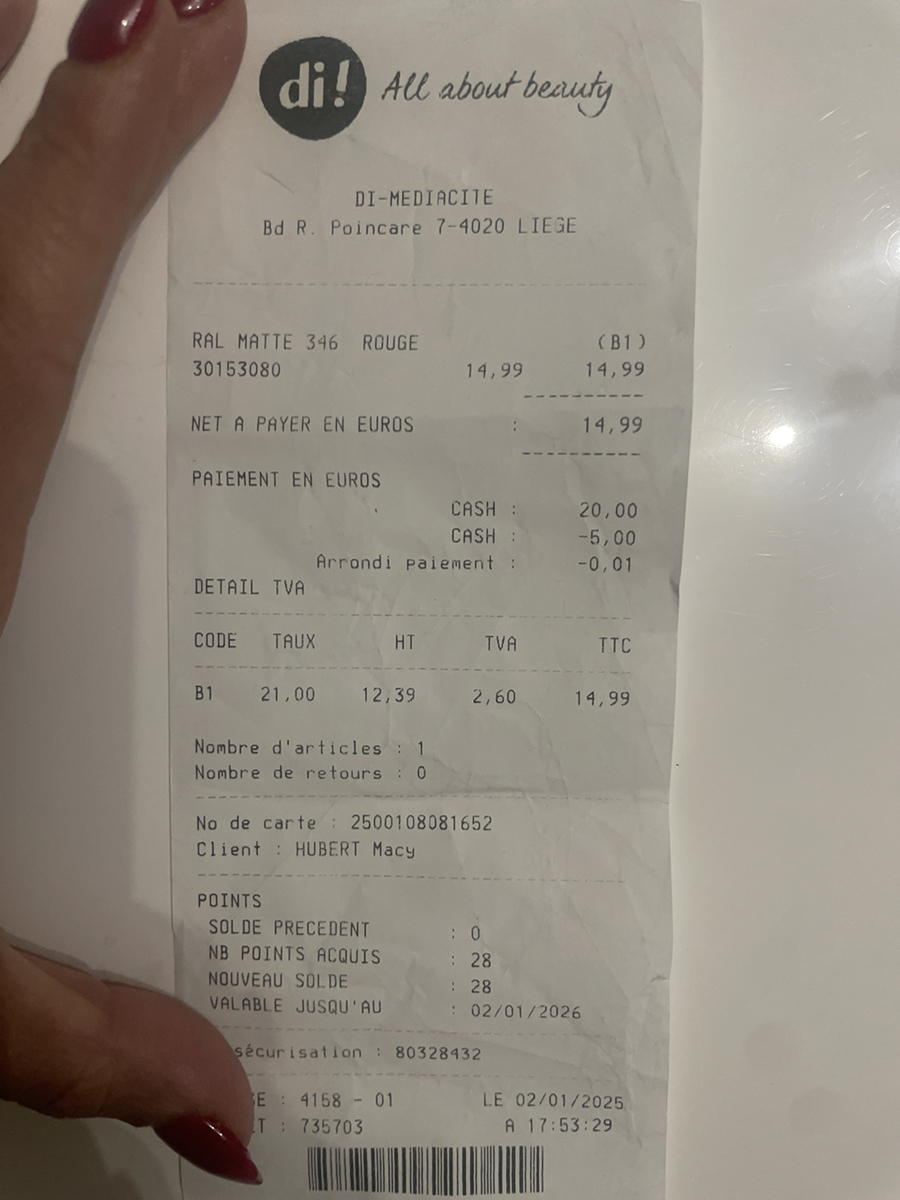 di! All about beauty
DI-MEDIACITE
Bd R. Poincare 7-4020 LIEGE
RAL MATTE 346 ROUGE (B1)
30153080 14,99 14,99
NET A PAYER EN EUROS : 14,99
PAIEMENT EN EUROS
CASH : 20,00
CASH : -5,00
Arrondi paiement : -0,01
DETAIL TVA
CODE TAUX HT TVA TTC
B1 21,00 12,39 2,60 14,99
Nombre d'articles : 1
Nombre de retours : 0
No de carte : 2500108081652
Client : HUBERT Macy
POINTS
SOLDE PRECEDENT : 0
NB POINTS ACQUIS : 28
NOUVEAU SOLDE : 28
VALABLE JUSQU'AU : 02/01/2026
sécurisation : 80328432
: 4158 - 01 LE 02/01/2025
: 735703 A 17:53:29